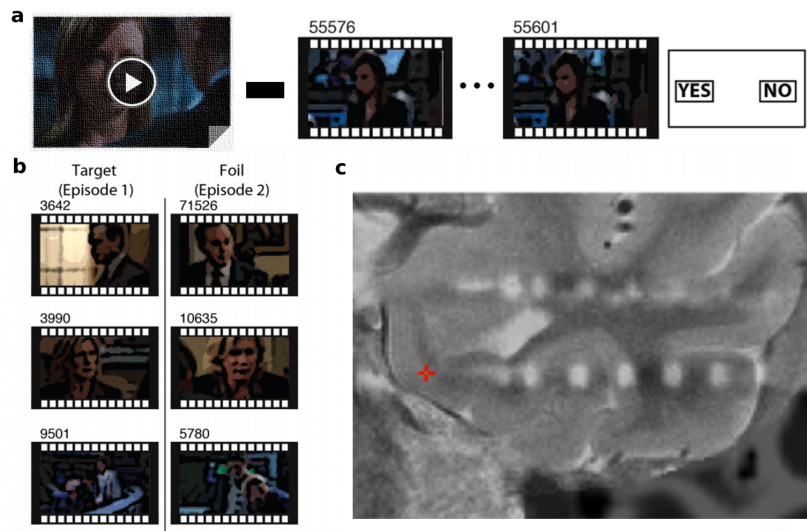 a
55576
55601
YES
NO
b
Target
(Episode 1)
Foil
(Episode 2)
c
3642
71526
3990
10635
9501
5780